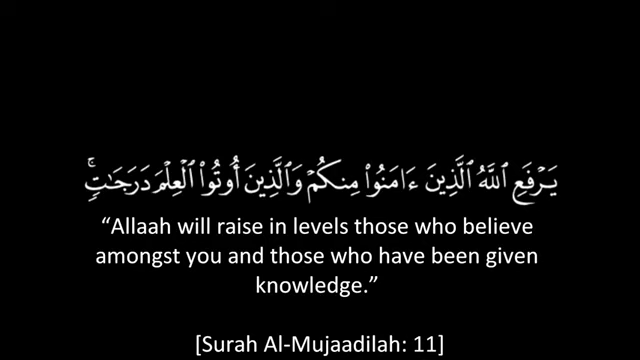 يَرْفَعِ ٱللَّهُ ٱلَّذِينَ ءَامَنُوا۟ مِنكُمْ وَٱلَّذِينَ أُوتُوا۟ ٱلْعِلْمَ دَرَجَـٰتٍۢ ۚ
“Allaah will raise in levels those who believe
amongst you and those who have been given
knowledge.”
[Surah Al-Mujaadilah: 11]